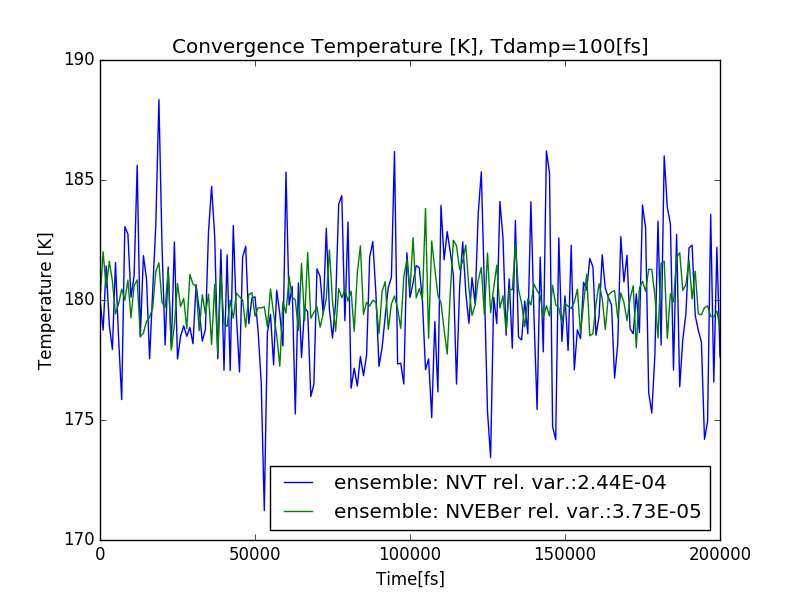 Convergence Temperature [K], Tdamp=100[fs]
190
185
180
175
170
Temperature [K]
ensemble: NVT rel. var.:2.44E-04
ensemble: NVEBer rel. var.:3.73E-05
0 50000 100000 150000 200000
Time[fs]